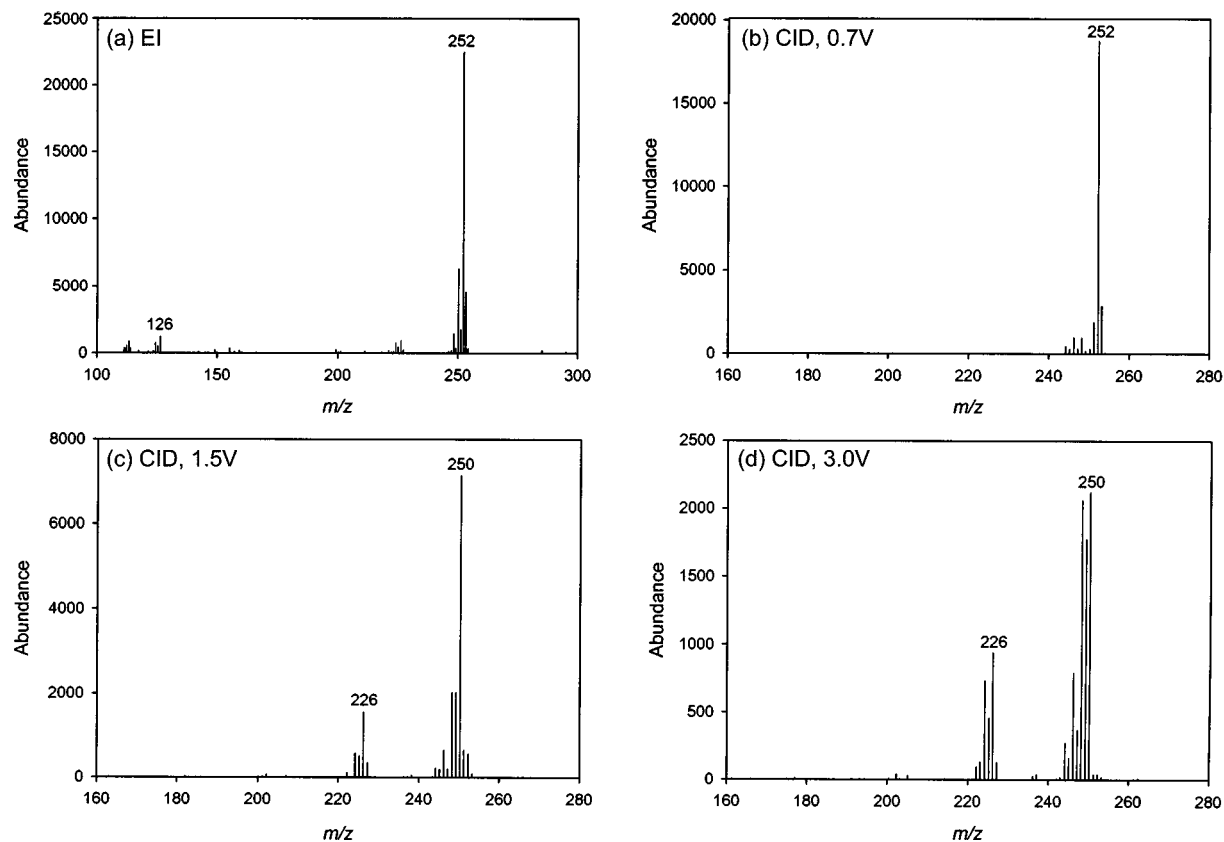 (a) EI
252
126
25000
20000
15000
10000
5000
0
Abundance
100 150 200 250 300
m/z
(b) CID, 0.7V
252
20000
15000
10000
5000
0
Abundance
160 180 200 220 240 260 280
m/z
(c) CID, 1.5V
250
226
8000
6000
4000
2000
0
Abundance
160 180 200 220 240 260 280
m/z
(d) CID, 3.0V
250
226
2500
2000
1500
1000
500
0
Abundance
160 180 200 220 240 260 280
m/z